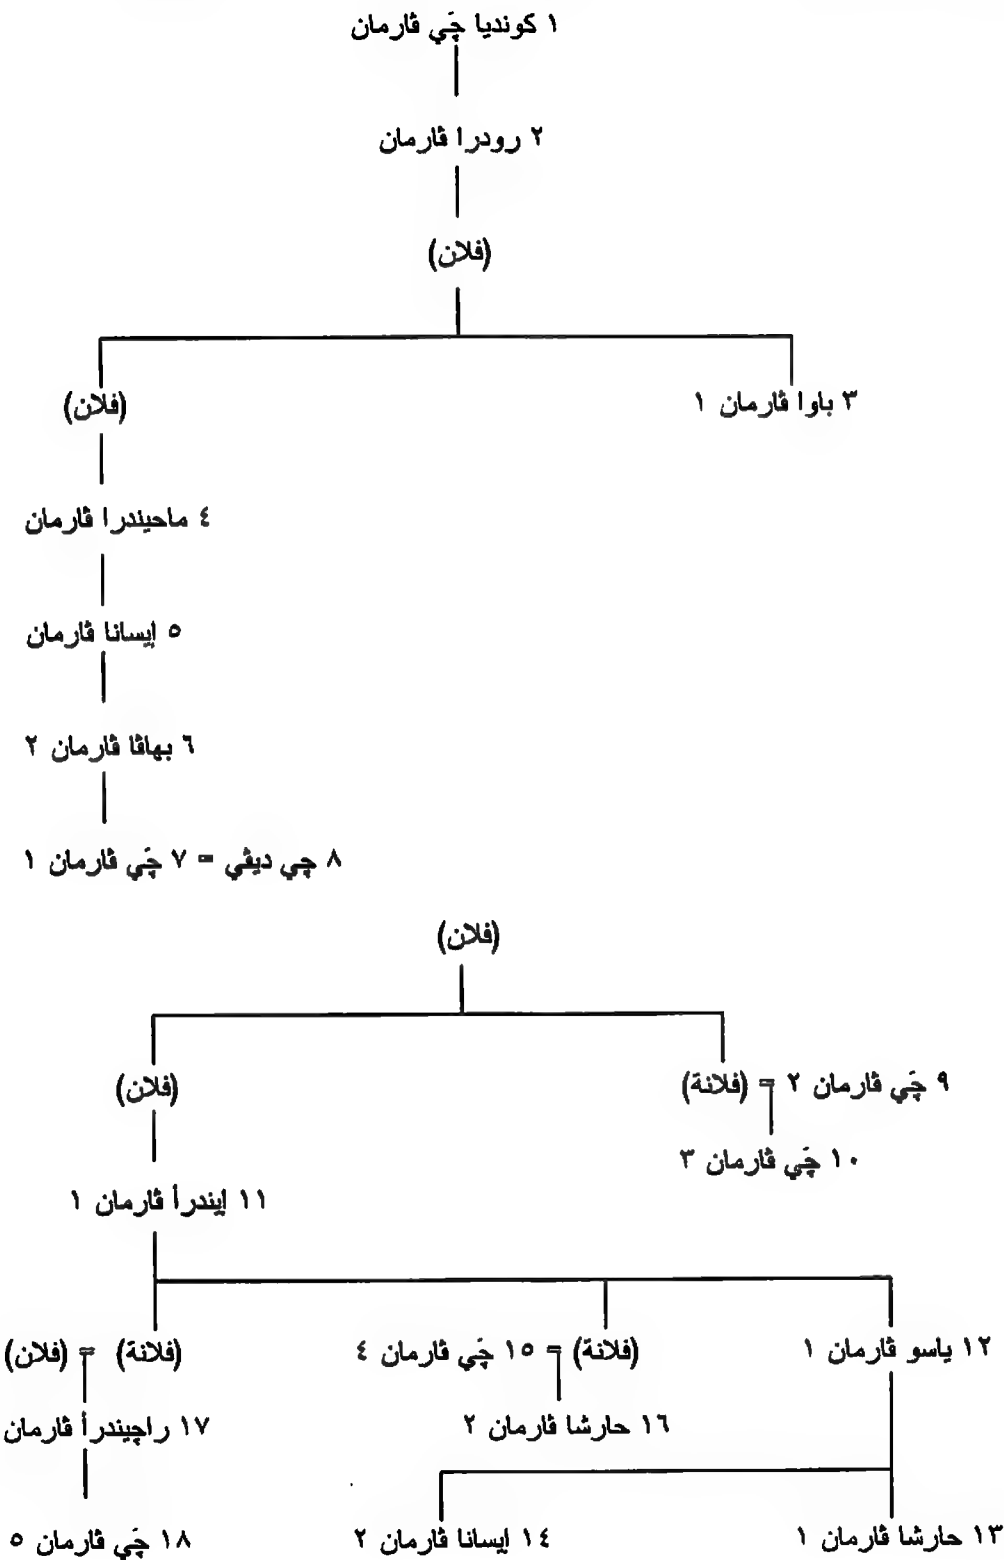 ١ كونديا چَي ڤارمان
٢ رودرا ڤارمان
(فلان)
٣ باوا ڤارمان ١
(فلان)
٤ ماحيندرا ڤارمان
٥ إيسانا ڤارمان
٦ بهاڤا ڤارمان ٢
٨ چي ديڤي = ٧ چَي ڤارمان ١
(فلان)
٩ چَي ڤارمان ٢ = (فلانة)
(فلان)
١٠ چَي ڤارمان ٣
١١ إيندرأ ڤارمان ١
١٢ ياسو ڤارمان ١
(فلانة) = ١٥ چَي ڤارمان ٤
(فلانة) = (فلان)
١٦ حارشا ڤارمان ٢
١٧ راچيندرأ ڤارمان
١٣ حارشا ڤارمان ١
١٤ إيسانا ڤارمان ٢
١٨ چَي ڤارمان ٥